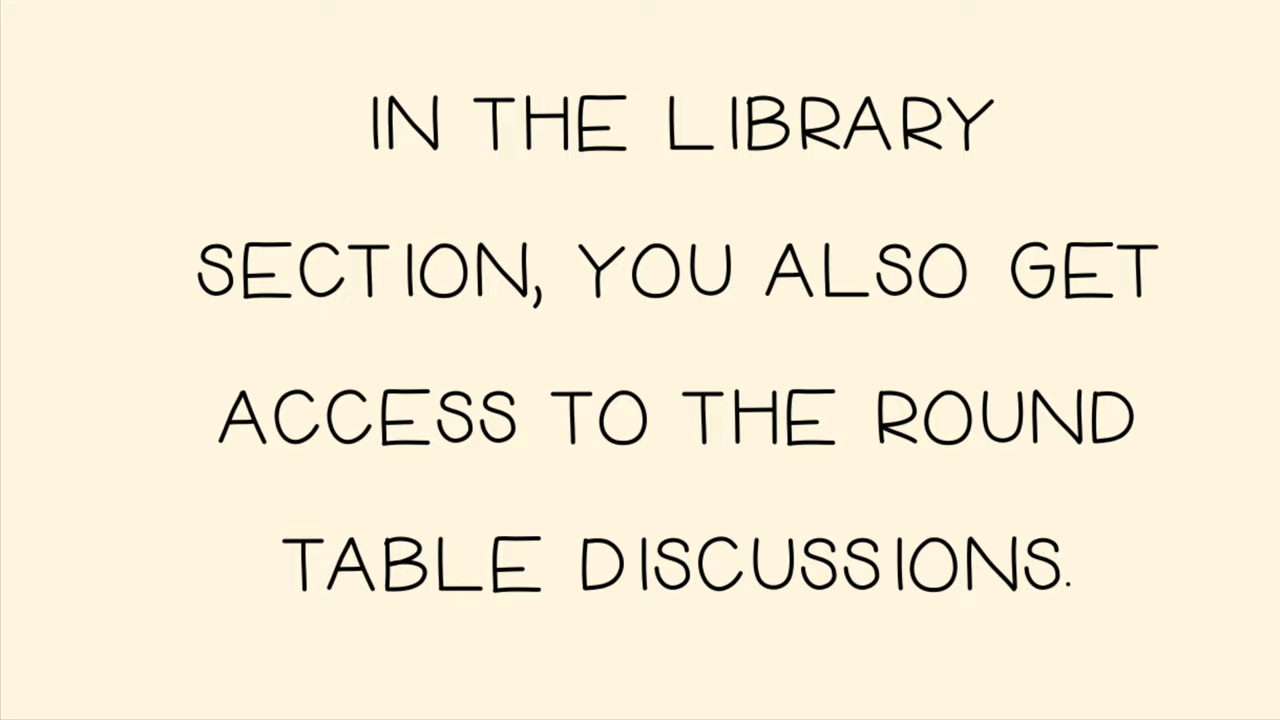 IN THE LIBRARY
SECTION, YOU ALSO GET
ACCESS TO THE ROUND
TABLE DISCUSSIONS.